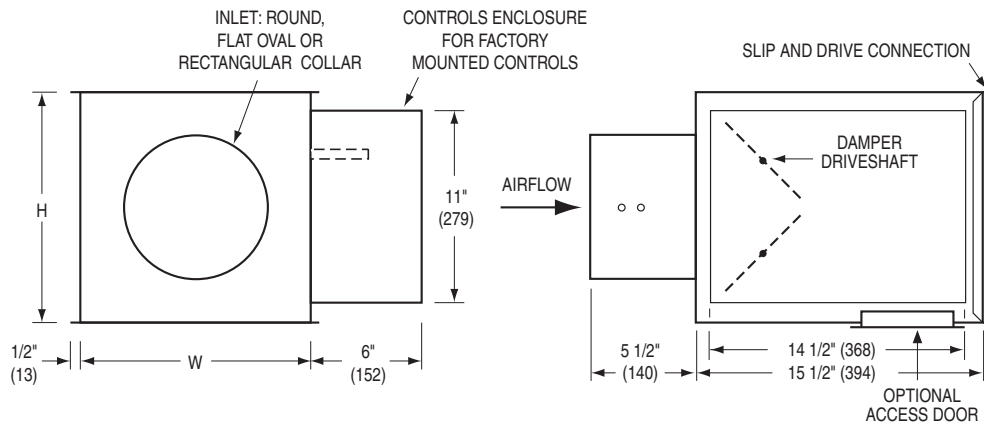 INLET: ROUND,
FLAT OVAL OR
RECTANGULAR COLLAR
CONTROLS ENCLOSURE
FOR FACTORY
MOUNTED CONTROLS
H
11"
(279)
1/2"
(13)
W
6"
(152)
SLIP AND DRIVE CONNECTION
DAMPER
DRIVESHAFT
AIRFLOW
5 1/2"
(140)
14 1/2" (368)
15 1/2" (394)
OPTIONAL
ACCESS DOOR